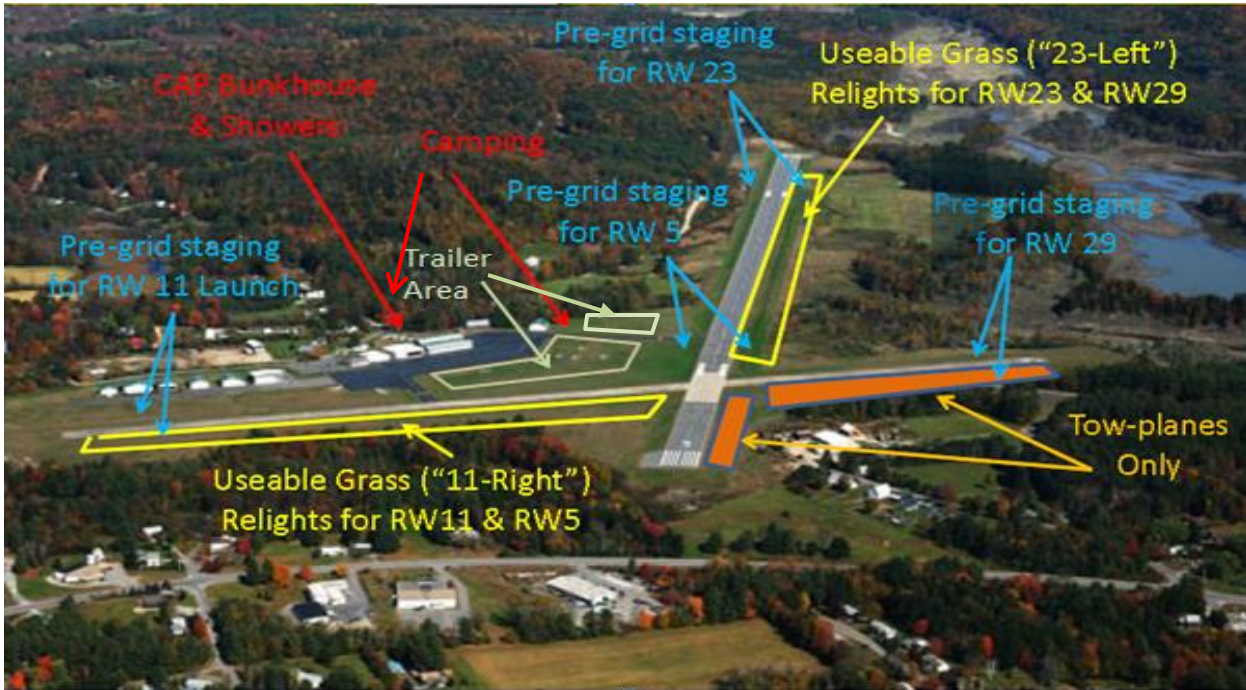 Pre-grid staging
for RW 23
Useable Grass (“23-Left”)
Relights for RW23 & RW29
CAP Bunkhouse
& Showers
Camping
Pre-grid staging
for RW 5
Pre-grid staging
for RW 29
Pre-grid staging
for RW 11 Launch
Trailer
Area
Tow-planes
Only
Useable Grass (“11-Right”)
Relights for RW11 & RW5